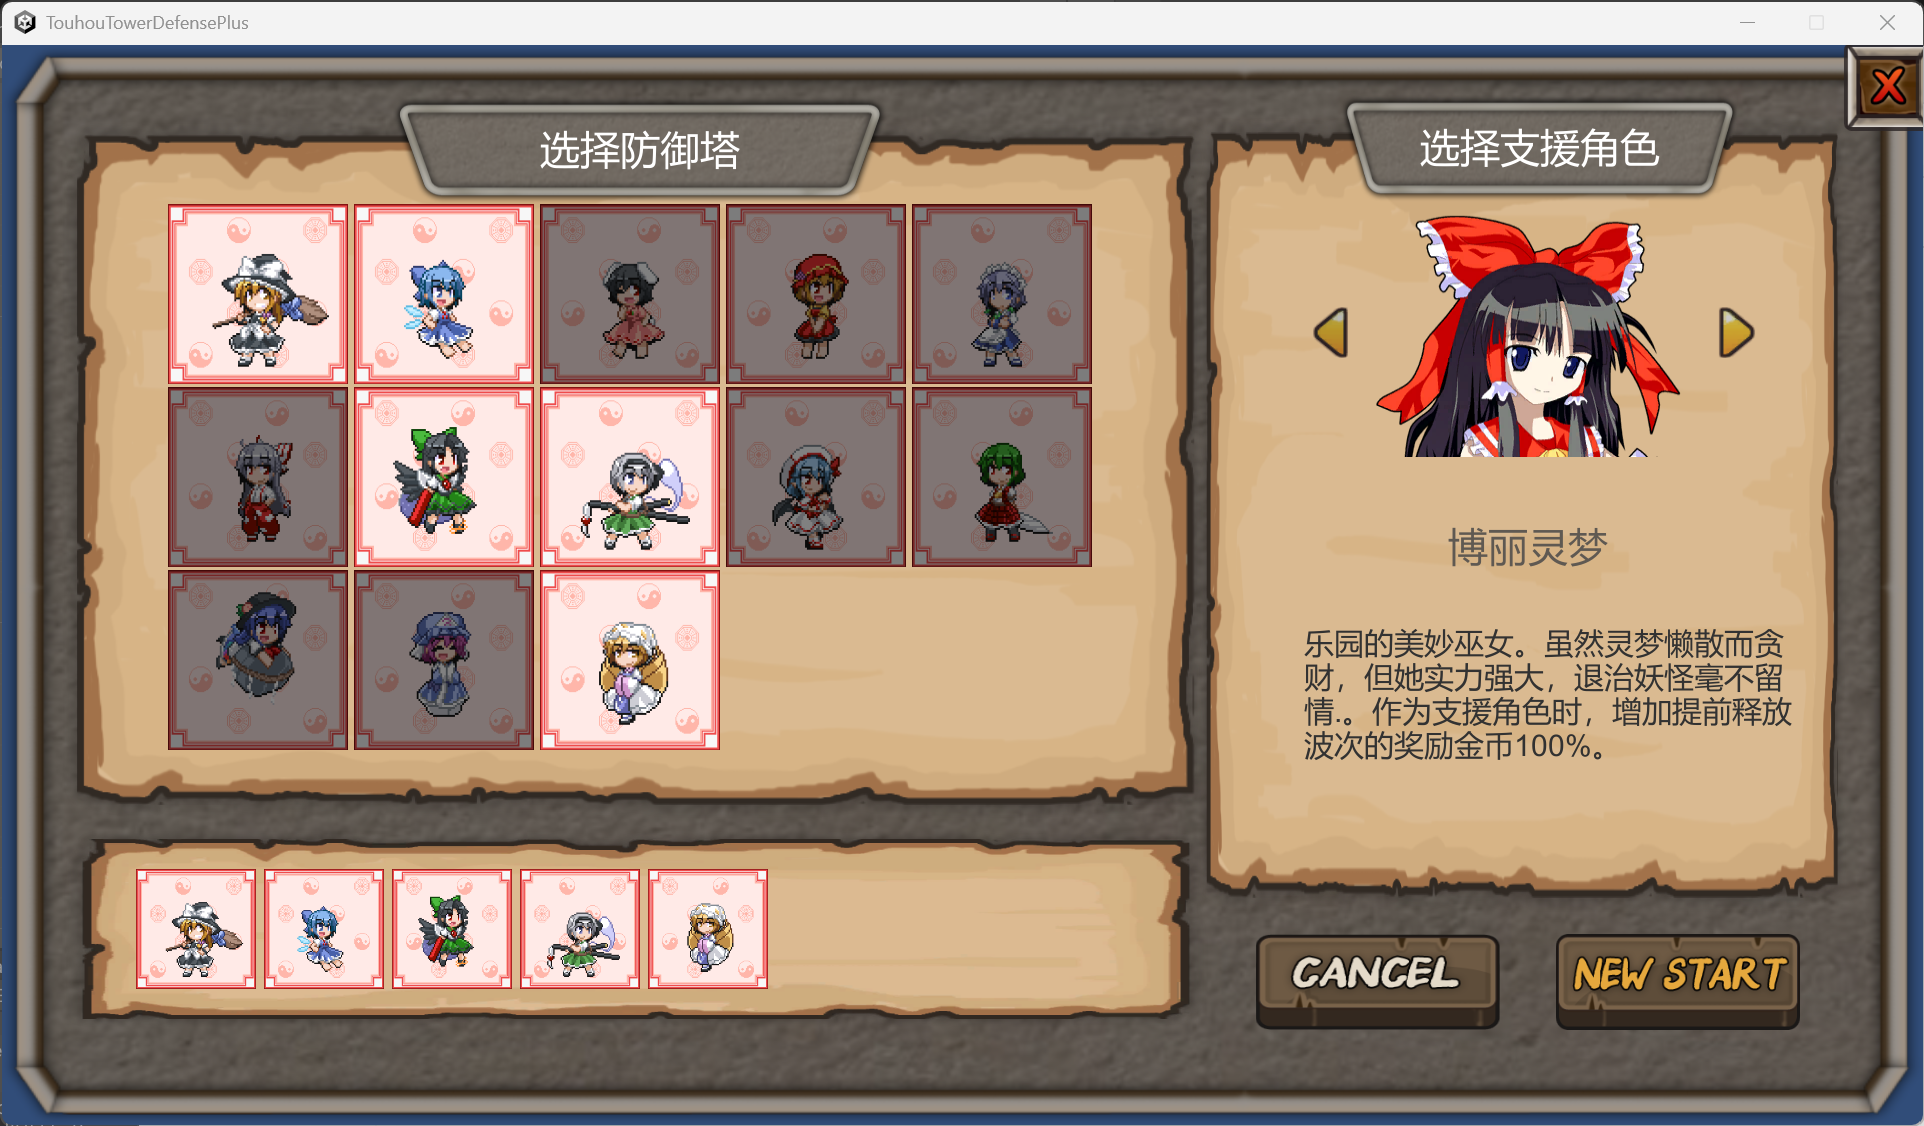 TouhouTowerDefensePlus
选择防御塔
选择支援角色
博丽灵梦
乐园的美妙巫女。虽然灵梦懒散而贪
财，但她实力强大，退治妖怪毫不留
情.。作为支援角色时，增加提前释放
波次的奖励金币100%。
CANCEL
NEW START